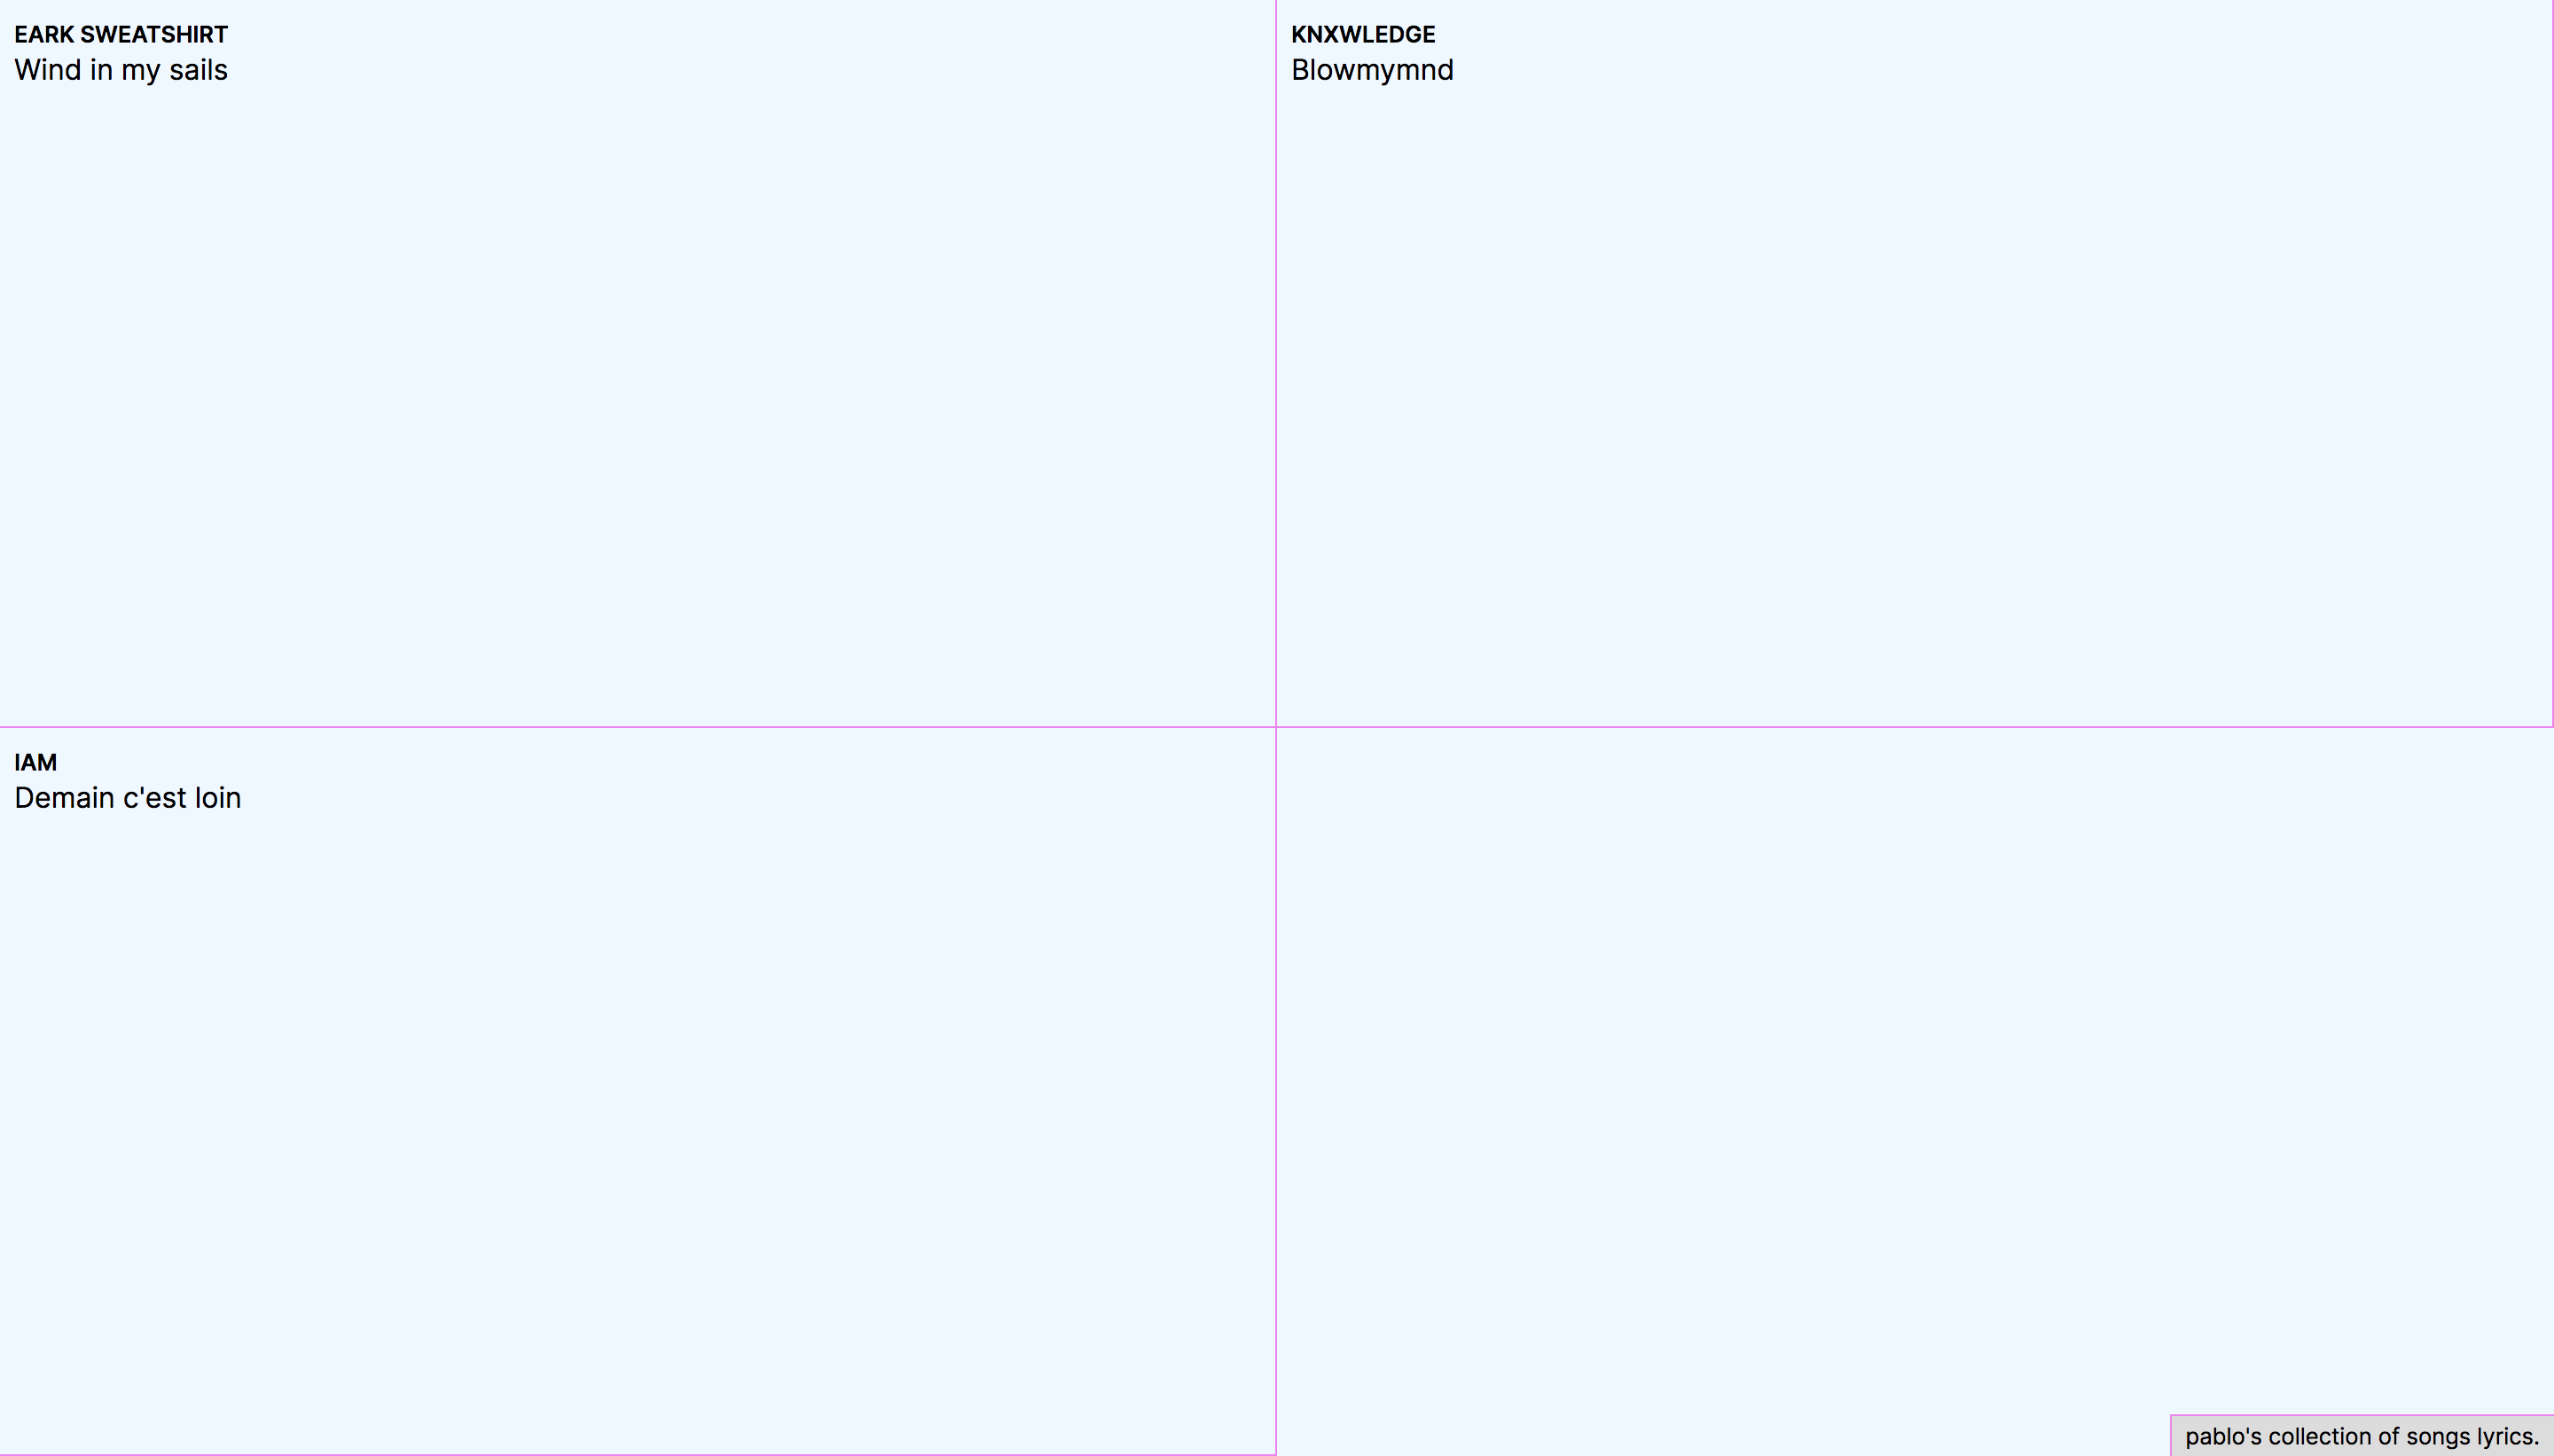 EARK SWEATSHIRT
Wind in my sails
KNXWLEDGE
Blowmymnd
IAM
Demain c'est loin
pablo's collection of songs lyrics.